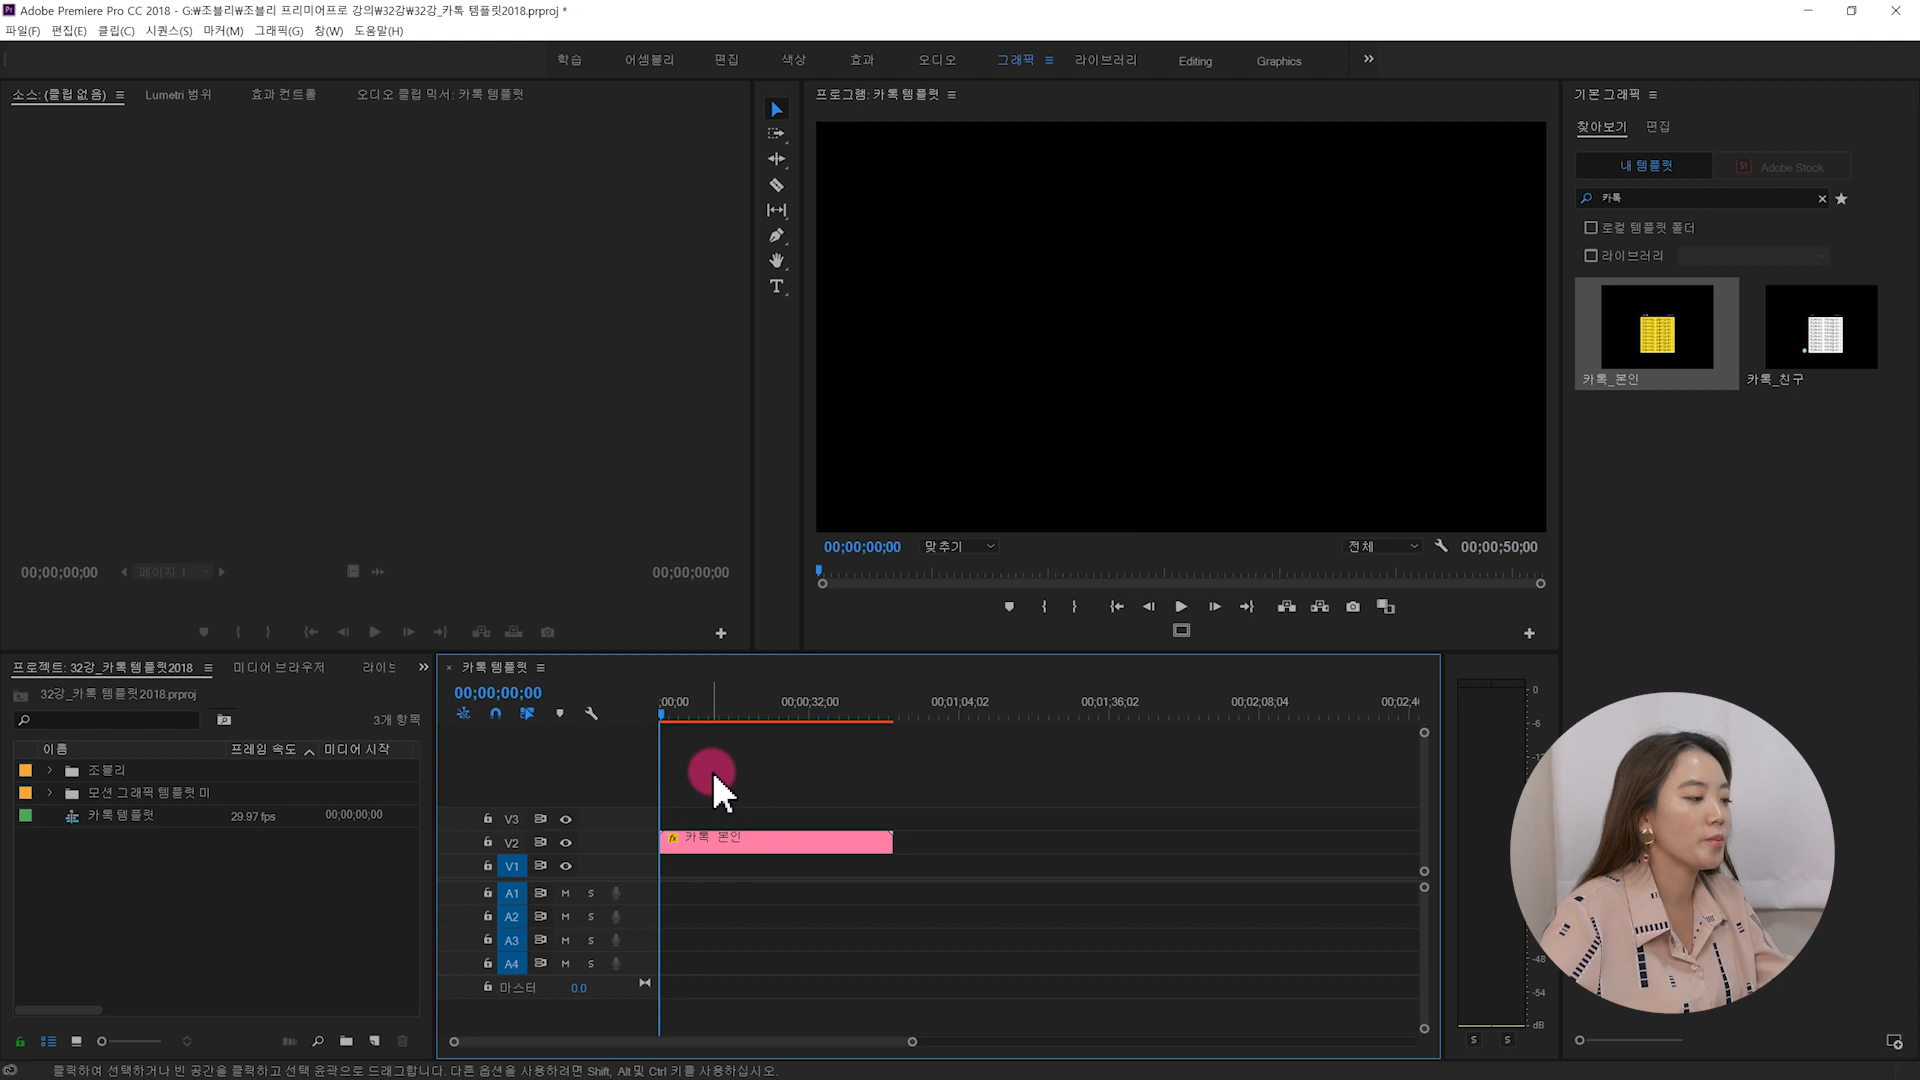 Adobe Premiere Pro CC 2018 - G:₩조블리₩조블리 프리미어프로 강의₩32강₩32강_카톡 템플릿2018.prproj *
파일(F) 편집(E) 클립(C) 시퀀스(S) 마커(M) 그래픽(G) 창(W) 도움말(H)
학습 어셈블리 편집 색상 효과 오디오 그래픽 라이브러리 Editing Graphics
소스: (클립 없음) Lumetri 범위 효과 컨트롤 오디오 클립 믹서: 카톡 템플릿
프로그램: 카톡 템플릿
기본 그래픽
찾아보기 편집
내 템플릿 St Adobe Stock
카톡
로컬 템플릿 폴더
라이브러리
카톡_본인 카톡_친구
00;00;00;00 맞추기 전체 00;00;50;00
00;00;00;00 페이지 1 00;00;00;00
프로젝트: 32강_카톡 템플릿2018 미디어 브라우저 라이브
32강_카톡 템플릿2018.prproj
3개 항목
이름 프레임 속도 미디어 시작
조블리
모션 그래픽 템플릿 미
카톡 템플릿 29.97 fps 00;00;00;00
카톡 템플릿
00;00;00;00
;00;00 00;00;32;00 00;01;04;02 00;01;36;02 00;02;08;04 00;02;4
V3
V2 fx 카톡_본인
V1
A1 M S
A2 M S
A3 M S
A4 M S
마스터 0.0
0
-6
-48
-54
dB
S S
클릭하여 선택하거나 빈 공간을 클릭하고 선택 윤곽으로 드래그합니다. 다른 옵션을 사용하려면 Shift, Alt 및 Ctrl 키를 사용하십시오.